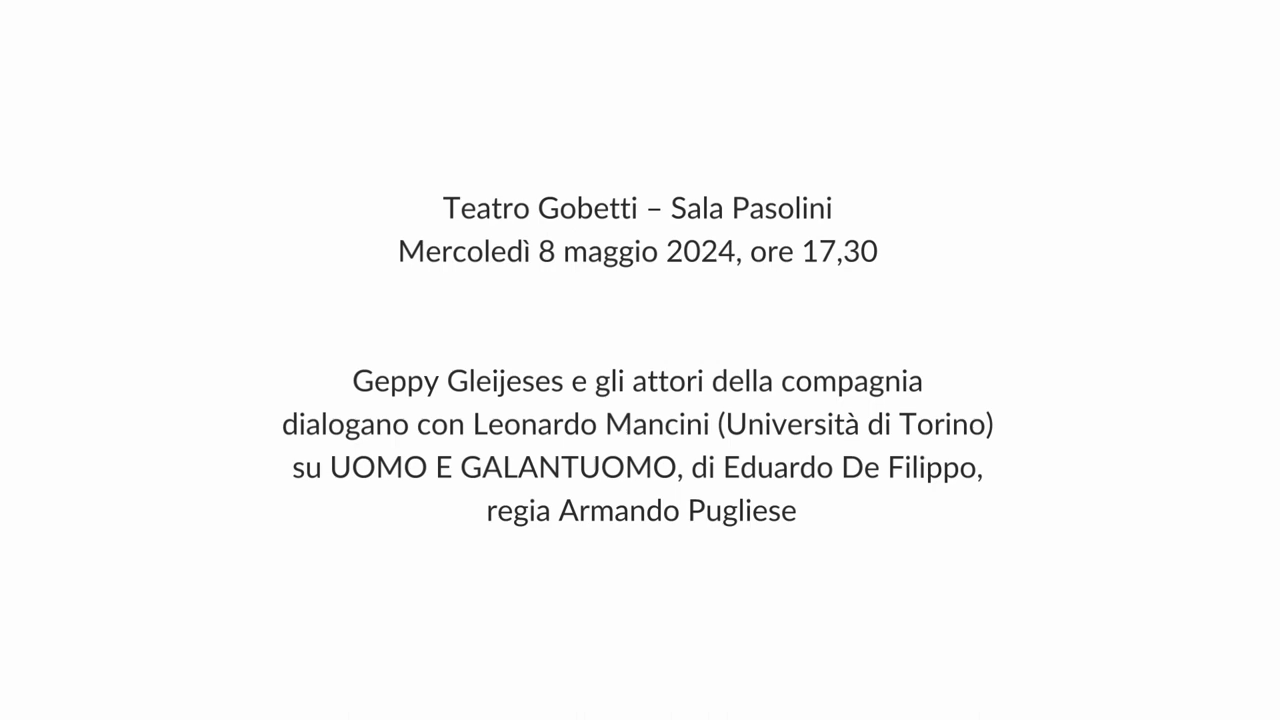 Teatro Gobetti – Sala Pasolini
Mercoledì 8 maggio 2024, ore 17,30
Geppy Gleijeses e gli attori della compagnia
dialogano con Leonardo Mancini (Università di Torino)
su UOMO E GALANTUOMO, di Eduardo De Filippo,
regia Armando Pugliese